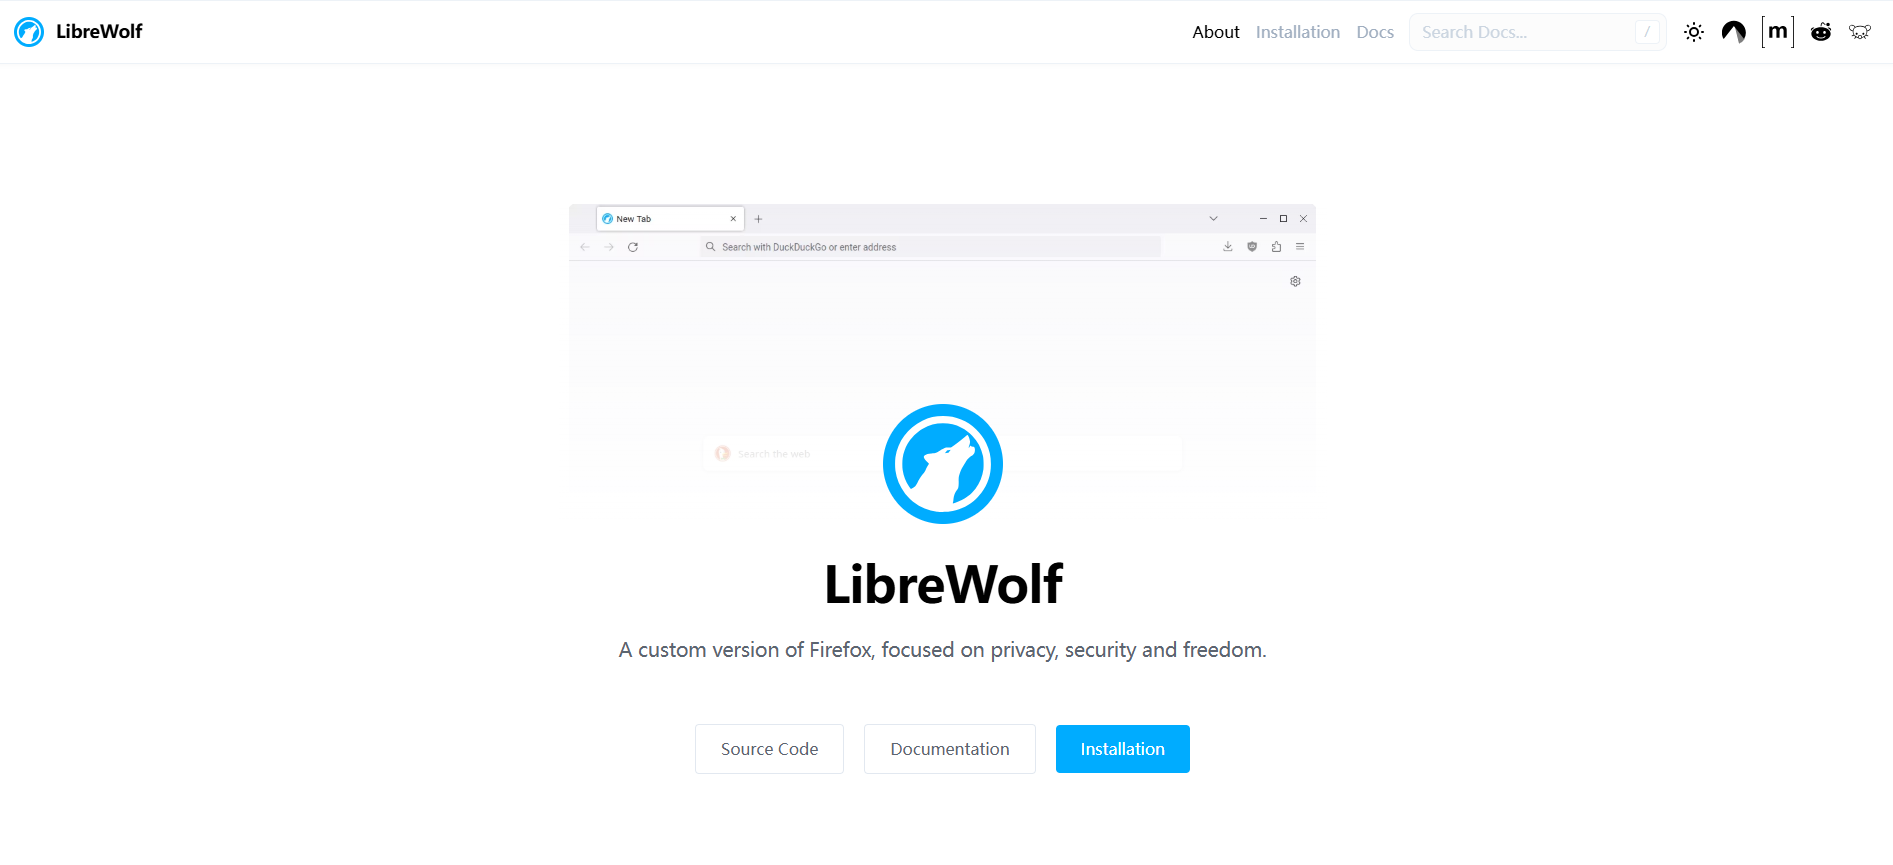 LibreWolf
About Installation Docs Search Docs... / [m]
New Tab
Search with DuckDuckGo or enter address
Search the web
LibreWolf
A custom version of Firefox, focused on privacy, security and freedom.
Source Code Documentation Installation